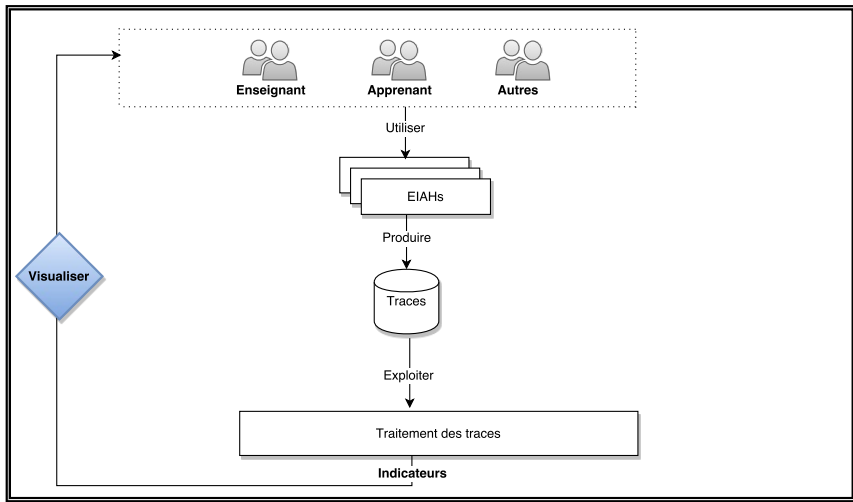 Enseignant
Apprenant
Autres
Utiliser
EIAHs
Produire
Visualiser
Traces
Exploiter
Traitement des traces
Indicateurs